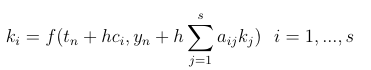 $k_i = f(t_n + hc_i, y_n + h \sum_{j=1}^{s} a_{ij} k_j) \;\; i = 1, ..., s$